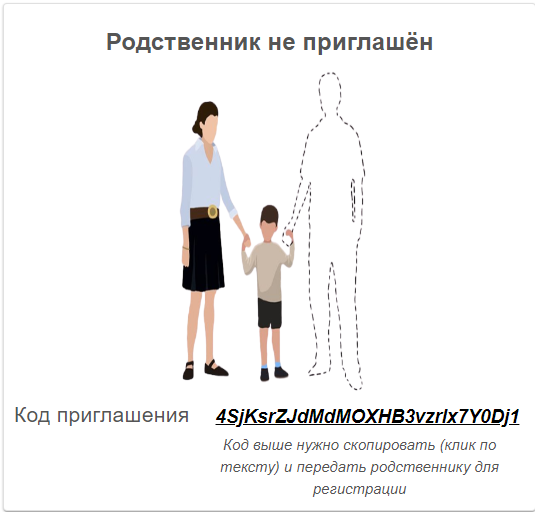 Родственник не приглашён
Код приглашения 4SjKsrZJdMdMOXHB3vzrlx7Y0Dj1
Код выше нужно скопировать (клик по
тексту) и передать родственнику для
регистрации